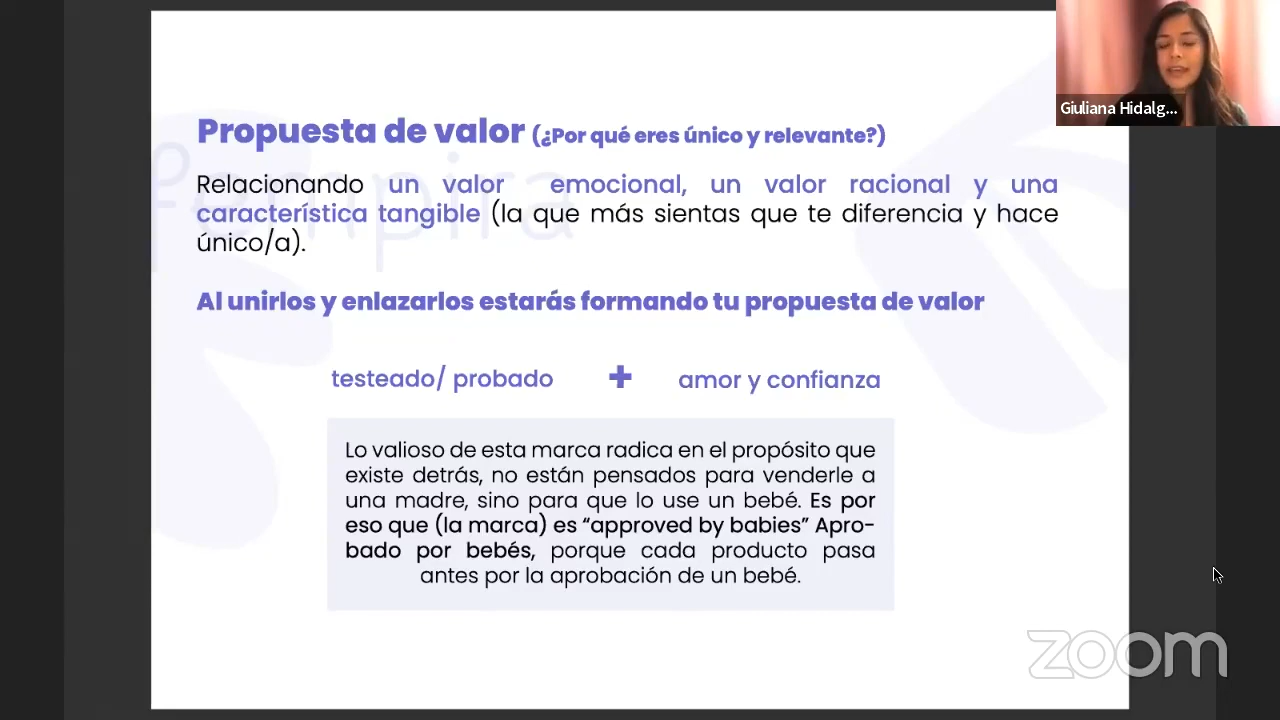 Propuesta de valor (¿Por qué eres único y relevante?)
Relacionando un valor emocional, un valor racional y una
característica tangible (la que más sientas que te diferencia y hace
único/a).
Al unirlos y enlazarlos estarás formando tu propuesta de valor
testeado/ probado + amor y confianza
Lo valioso de esta marca radica en el propósito que
existe detrás, no están pensados para venderle a
una madre, sino para que lo use un bebé. Es por
eso que (la marca) es “approved by babies” Apro-
bado por bebés, porque cada producto pasa
antes por la aprobación de un bebé.
Giuliana Hidalg...
zoom